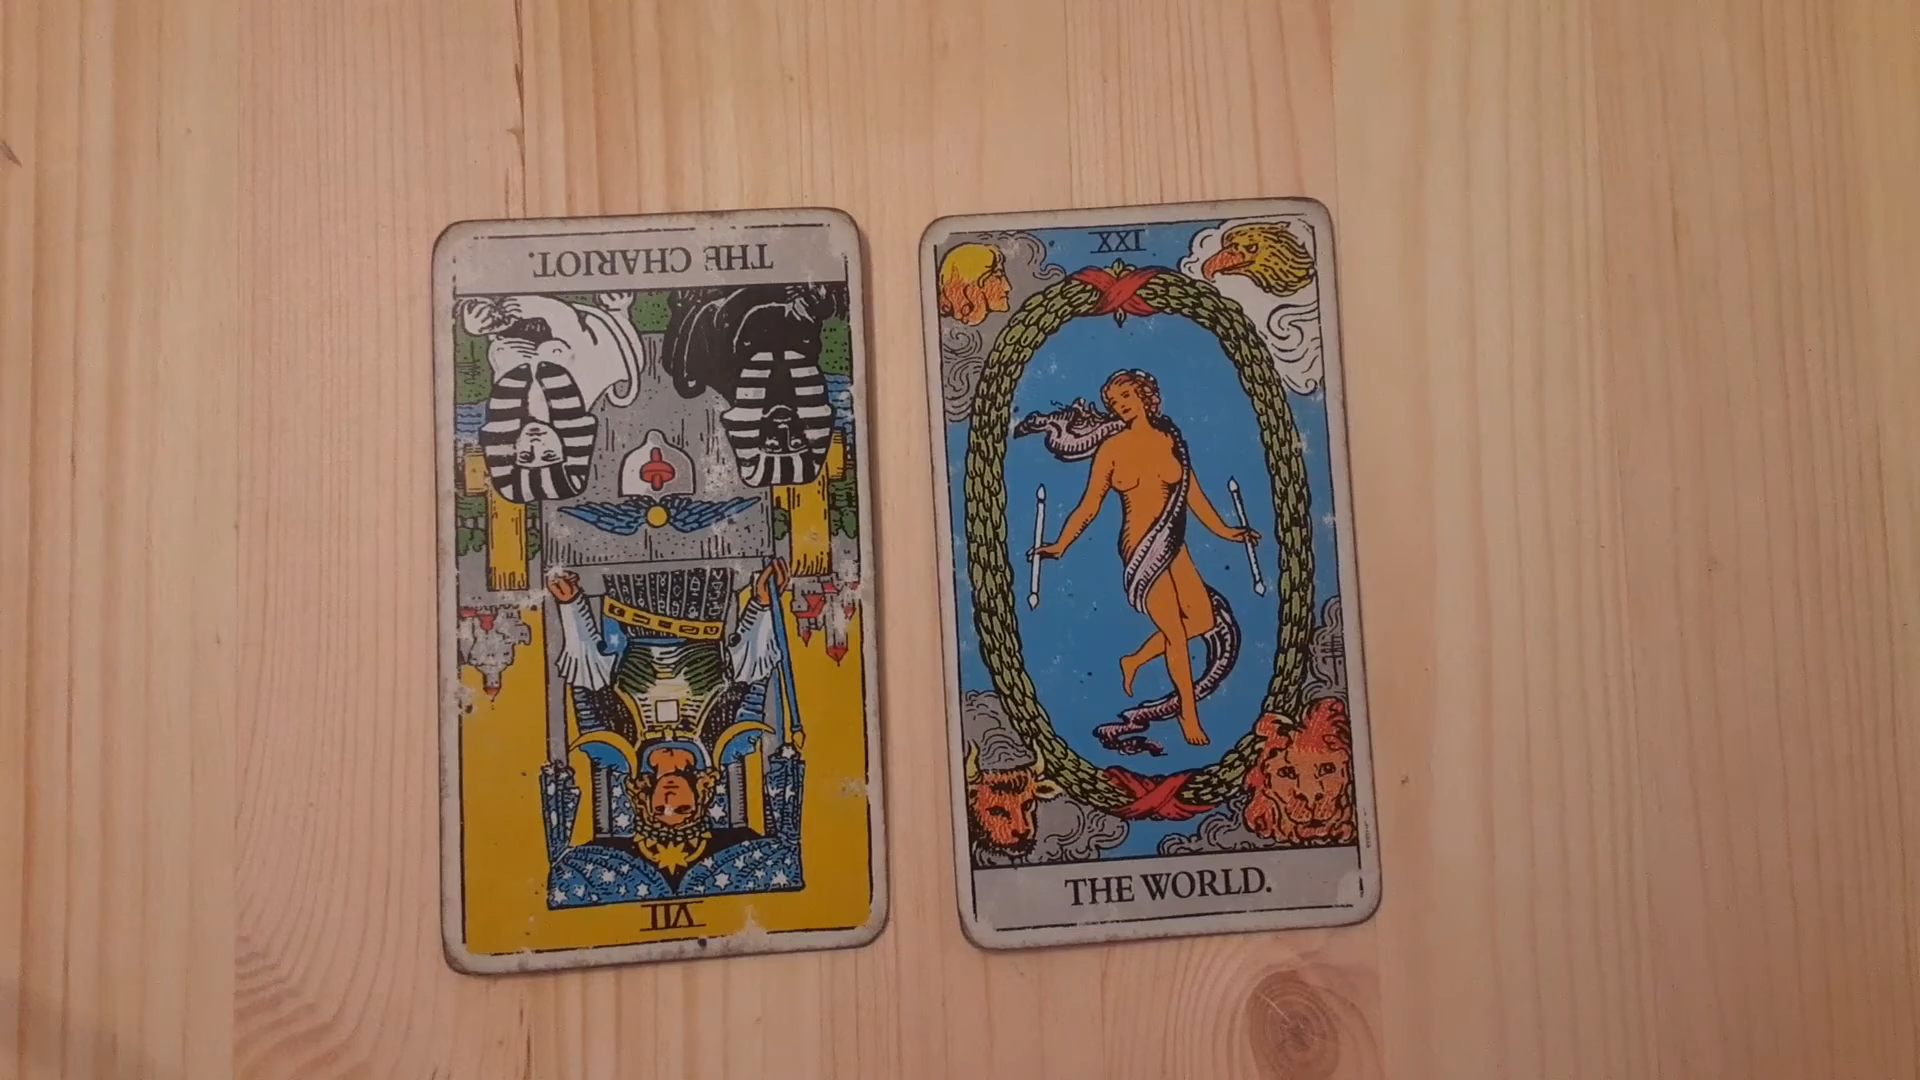 THE CHARIOT.
VII
XXI
THE WORLD.